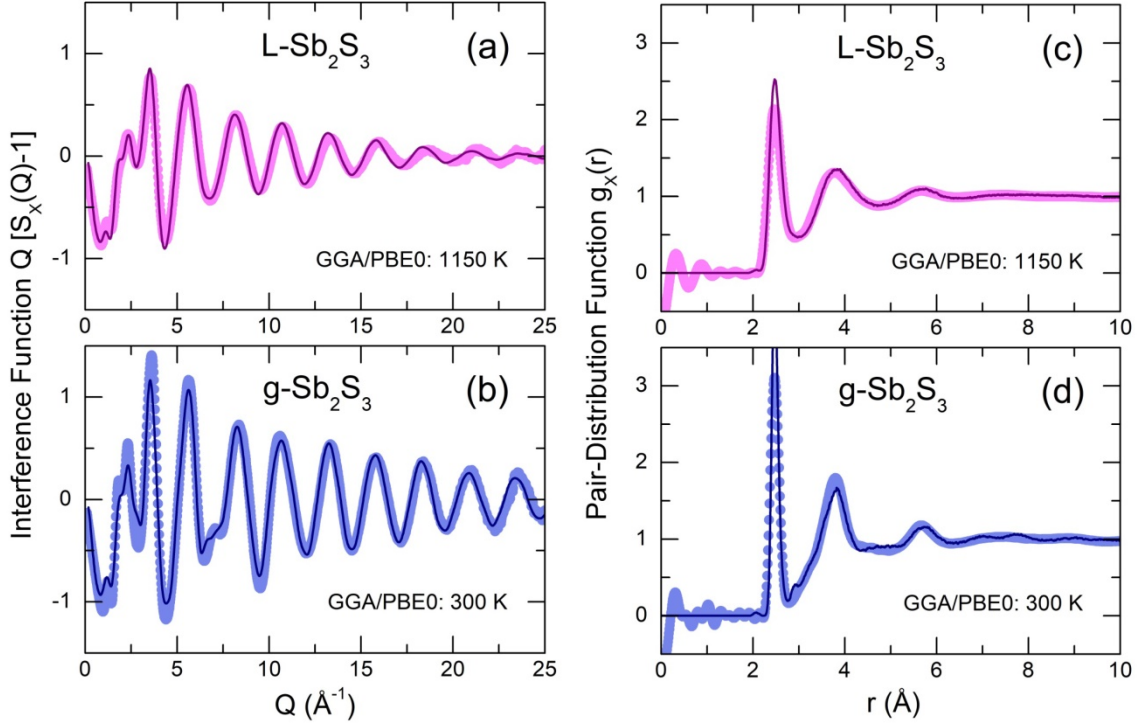 Interference Function Q [S_X(Q)-1]
(a)
L-Sb₂S₃
GGA/PBE0: 1150 K
1
0
-1
0 5 10 15 20 25
(b)
g-Sb₂S₃
GGA/PBE0: 300 K
1
0
-1
0 5 10 15 20 25
Q (Å⁻¹)
Pair-Distribution Function g_X(r)
(c)
L-Sb₂S₃
GGA/PBE0: 1150 K
3
2
1
0
0 2 4 6 8 10
(d)
g-Sb₂S₃
GGA/PBE0: 300 K
3
2
1
0
0 2 4 6 8 10
r (Å)